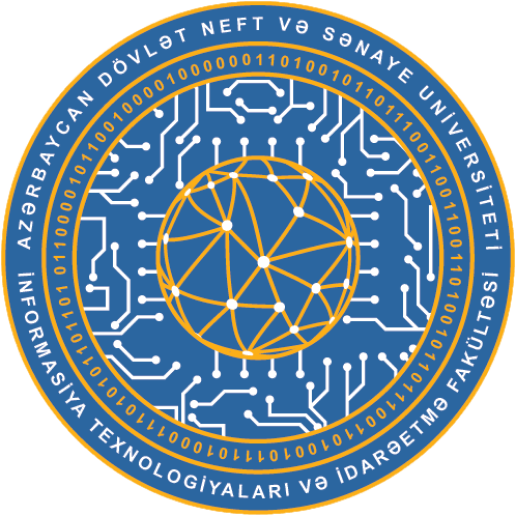 AZƏRBAYCAN DÖVLƏT NEFT VƏ SƏNAYE UNİVERSİTETİ
İNFORMASİYA TEXNOLOGİYALARI VƏ İDARƏETMƏ FAKÜLTƏSİ